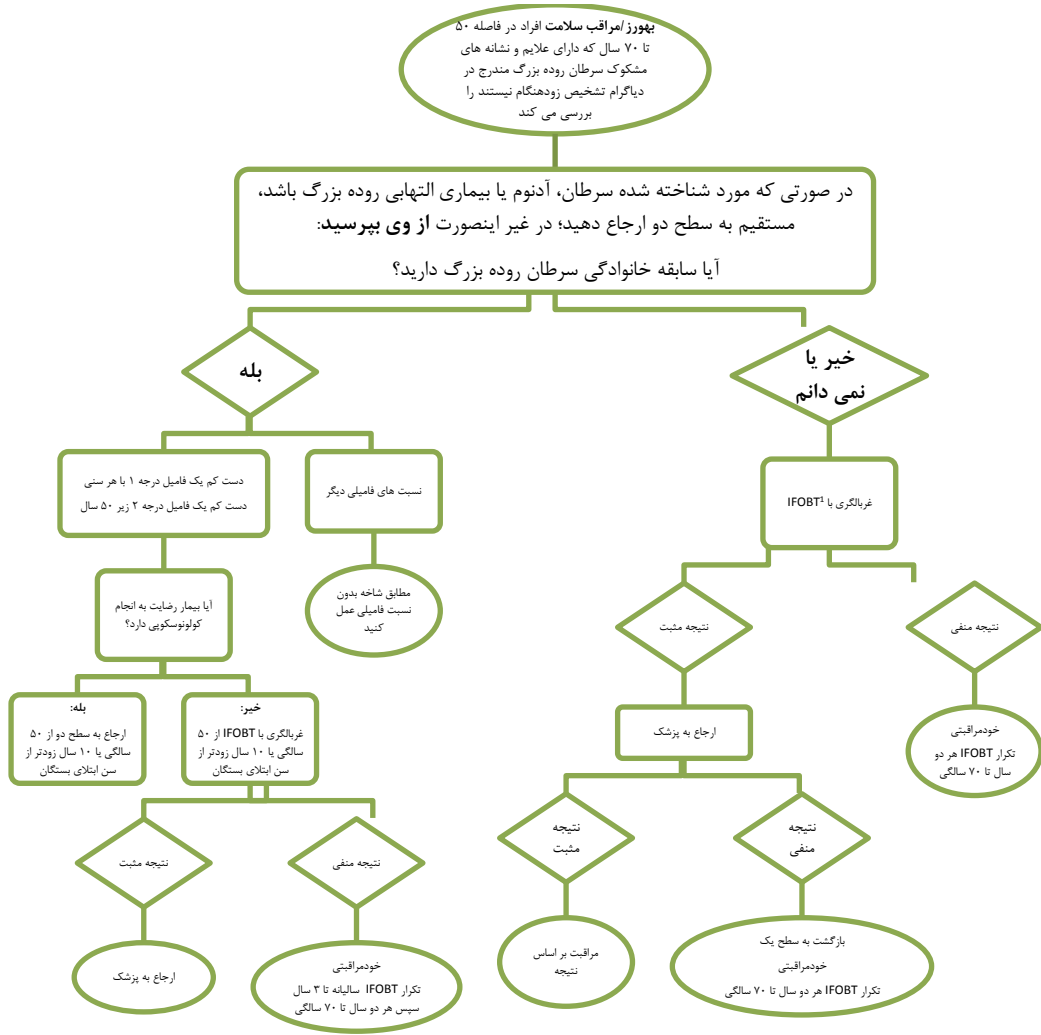 بهورز/مراقب سلامت افراد در فاصله ۵۰
تا ۷۰ سال که دارای علایم و نشانه های
مشکوک سرطان روده بزرگ مندرج در
دیاگرام تشخیص زودهنگام نیستند را
بررسی می کند
در صورتی که مورد شناخته شده سرطان، آدنوم یا بیماری التهابی روده بزرگ باشد،
مستقیم به سطح دو ارجاع دهید؛ در غیر اینصورت از وی بپرسید:
آیا سابقه خانوادگی سرطان روده بزرگ دارید؟
خیر یا
نمی دانم
غربالگری با IFOBT¹
نتیجه منفی
خودمراقبتی
تکرار IFOBT هر دو
سال تا ۷۰ سالگی
نتیجه مثبت
ارجاع به پزشک
نتیجه
منفی
بازگشت به سطح یک
خودمراقبتی
تکرار IFOBT هر دو سال تا ۷۰ سالگی
نتیجه
مثبت
مراقبت بر اساس
نتیجه
بله
نسبت های فامیلی دیگر
مطابق شاخه بدون
نسبت فامیلی عمل
کنید
دست کم یک فامیل درجه ۱ با هر سنی
دست کم یک فامیل درجه ۲ زیر ۵۰ سال
آیا بیمار رضایت به انجام
کولونوسکوپی دارد؟
خیر:
غربالگری با IFOBT از ۵۰
سالگی یا ۱۰ سال زودتر از
سن ابتلای بستگان
بله:
ارجاع به سطح دو از ۵۰
سالگی یا ۱۰ سال زودتر از
سن ابتلای بستگان
نتیجه منفی
خودمراقبتی
تکرار IFOBT سالیانه تا ۳ سال
سپس هر دو سال تا ۷۰ سالگی
نتیجه مثبت
ارجاع به پزشک